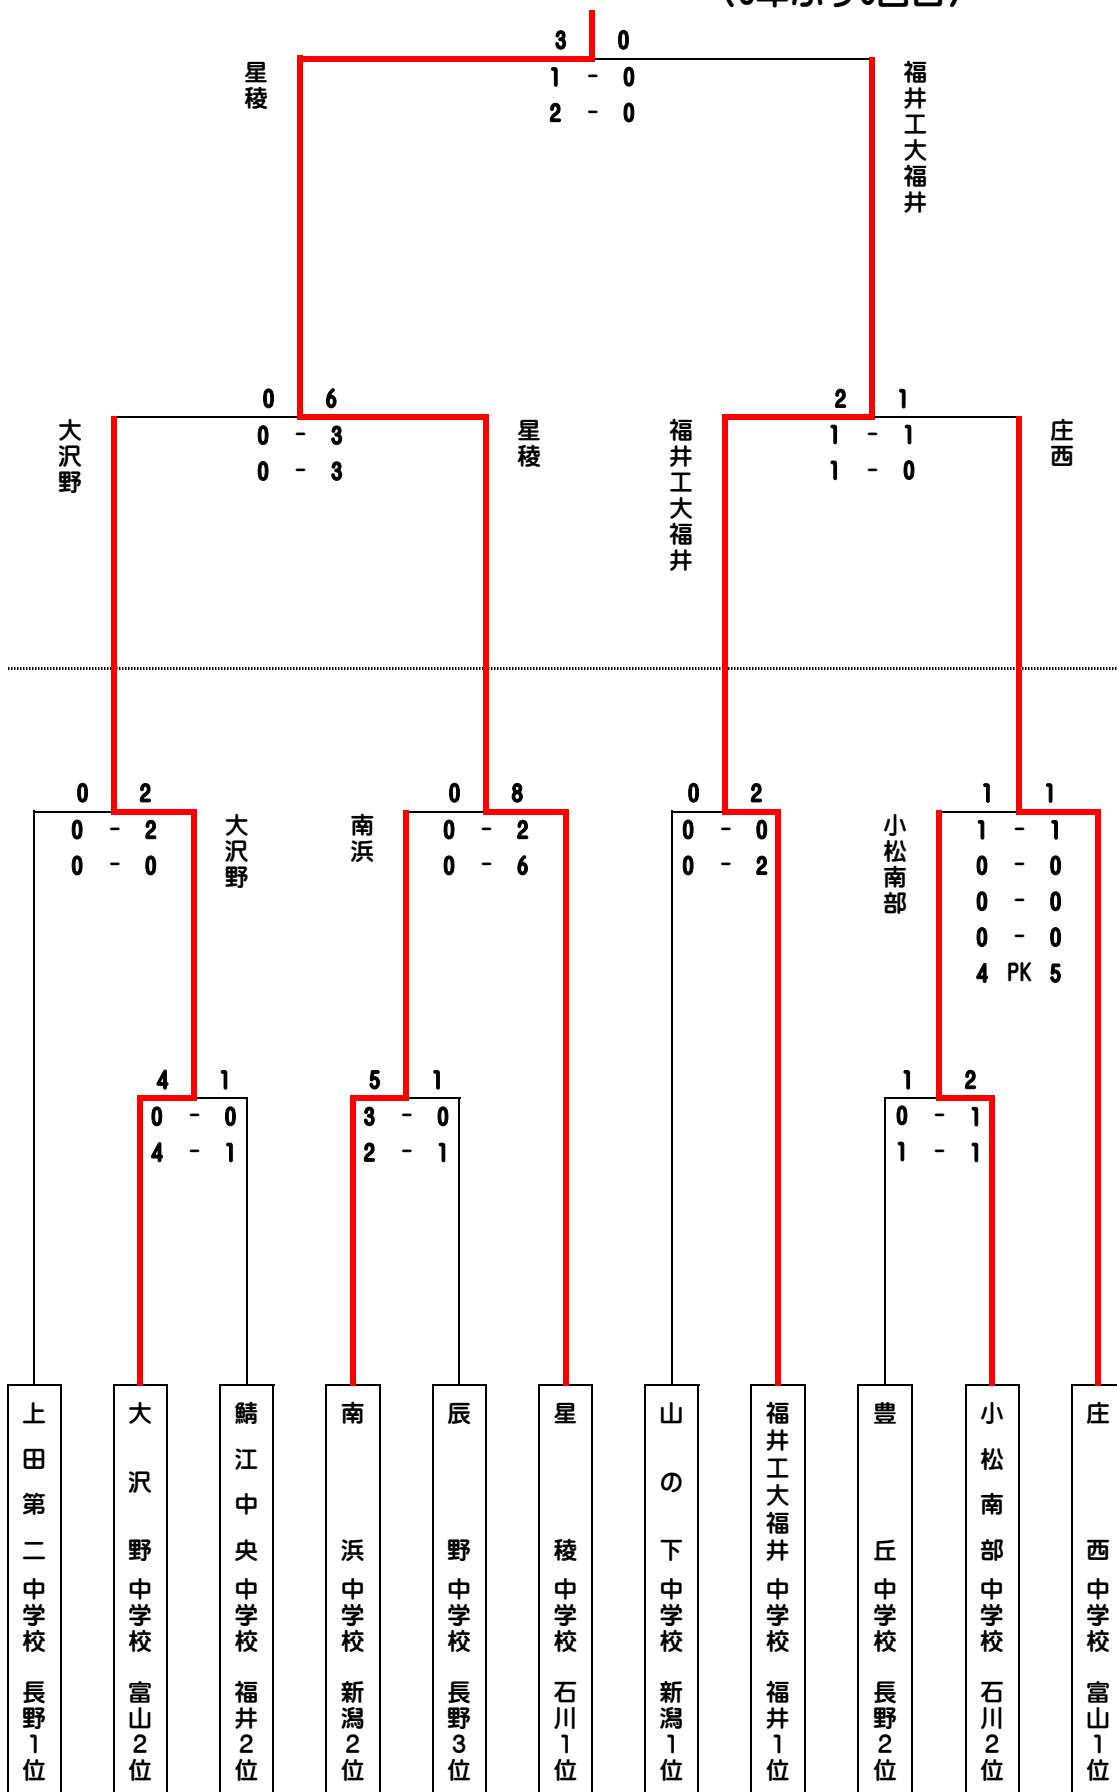 3 0
1 - 0
2 - 0
星稜
福井工大福井
0 6
0 - 3
0 - 3
大沢野
星稜
2 1
1 - 1
1 - 0
福井工大福井
庄西
0 2
0 - 2
0 - 0
大沢野
0 8
0 - 2
0 - 6
南浜
0 2
0 - 0
0 - 2
1 1
1 - 1
0 - 0
0 - 0
0 - 0
4 PK 5
小松南部
4 1
0 - 0
4 - 1
5 1
3 - 0
2 - 1
1 2
0 - 1
1 - 1
上田第二中学校 長野1位
大沢野中学校 富山2位
鯖江中央中学校 福井2位
南浜中学校 新潟2位
辰野中学校 長野3位
星稜中学校 石川1位
山の下中学校 新潟1位
福井工大福井中学校 福井1位
豊丘中学校 長野2位
小松南部中学校 石川2位
庄西中学校 富山1位